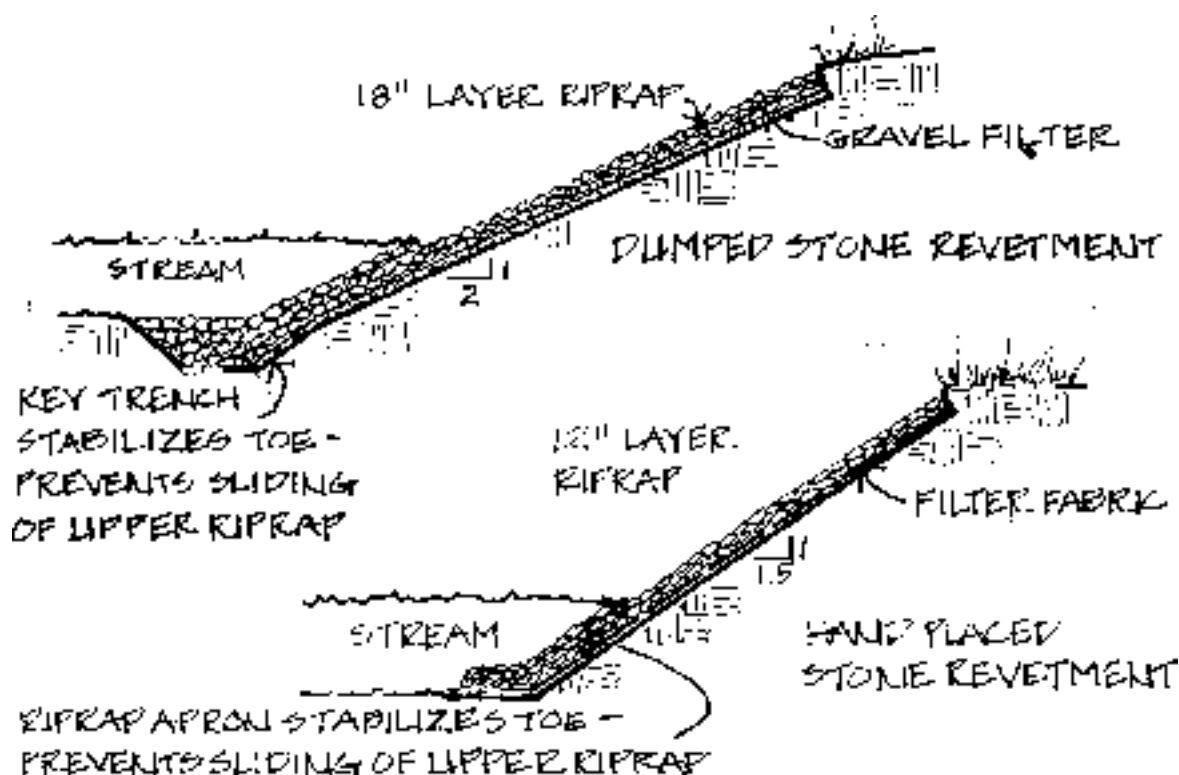 18" LAYER RIPRAP
GRAVEL FILTER
DUMPED STONE REVETMENT
STREAM
1
2
KEY TRENCH
STABILIZES TOE -
PREVENTS SLIDING
OF UPPER RIPRAP
12" LAYER
RIPRAP
FILTER FABRIC
1
1.5
STREAM
HAND PLACED
STONE REVETMENT
RIPRAP APRON STABILIZES TOE -
PREVENTS SLIDING OF UPPER RIPRAP